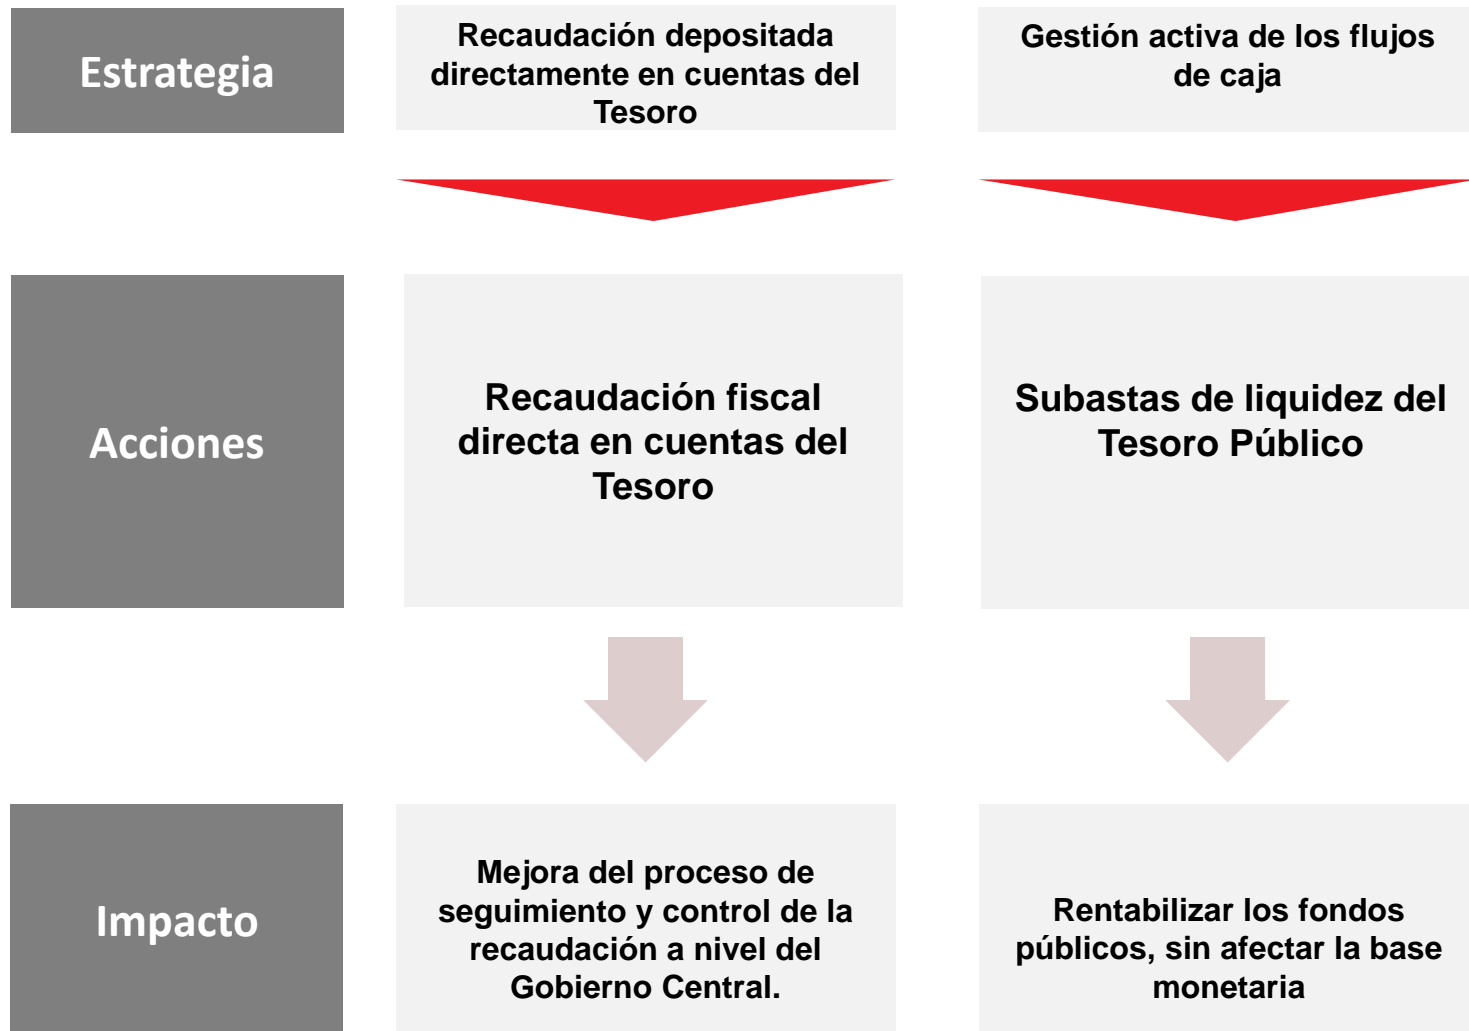 Estrategia
Recaudación depositada
directamente en cuentas del
Tesoro
Gestión activa de los flujos
de caja
Acciones
Recaudación fiscal
directa en cuentas del
Tesoro
Subastas de liquidez del
Tesoro Público
Impacto
Mejora del proceso de
seguimiento y control de la
recaudación a nivel del
Gobierno Central.
Rentabilizar los fondos
públicos, sin afectar la base
monetaria